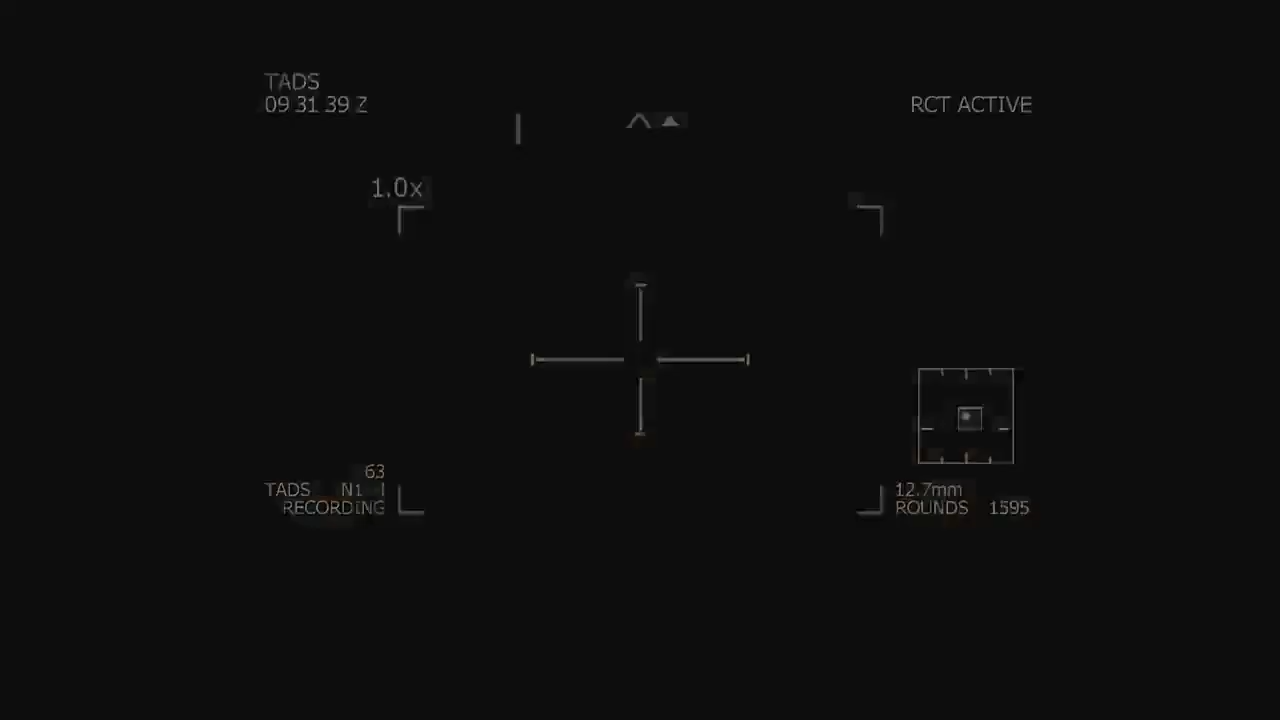 TADS
09 31 39 Z
RCT ACTIVE
1.0x
63
TADS N1
RECORDING
12.7mm
ROUNDS 1595